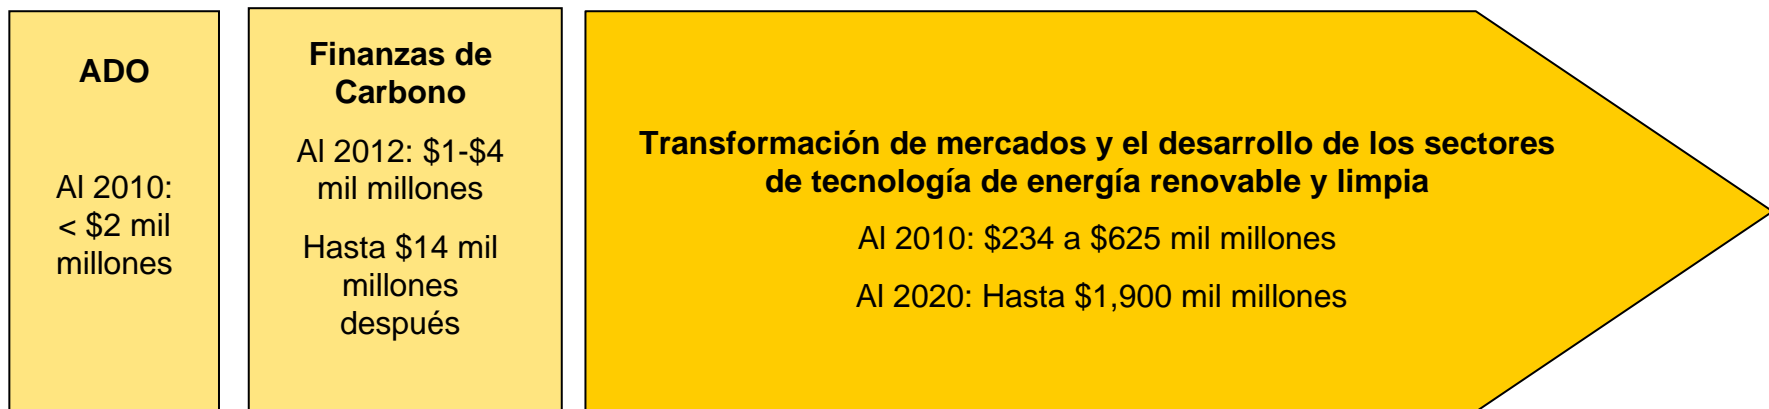 ADO
Al 2010:
< $2 mil
millones
Finanzas de
Carbono
Al 2012: $1-$4
mil millones
Hasta $14 mil
millones
después
Transformación de mercados y el desarrollo de los sectores
de tecnología de energía renovable y limpia
Al 2010: $234 a $625 mil millones
Al 2020: Hasta $1,900 mil millones